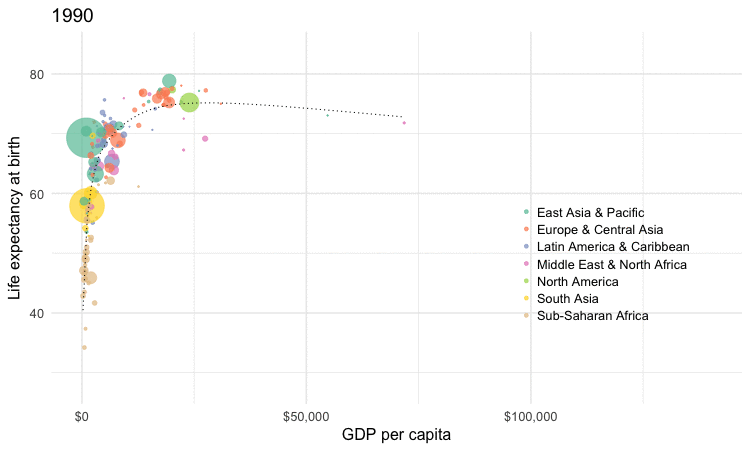 1990
Life expectancy at birth
80
60
40
East Asia & Pacific
Europe & Central Asia
Latin America & Caribbean
Middle East & North Africa
North America
South Asia
Sub-Saharan Africa
$0
$50,000
$100,000
GDP per capita